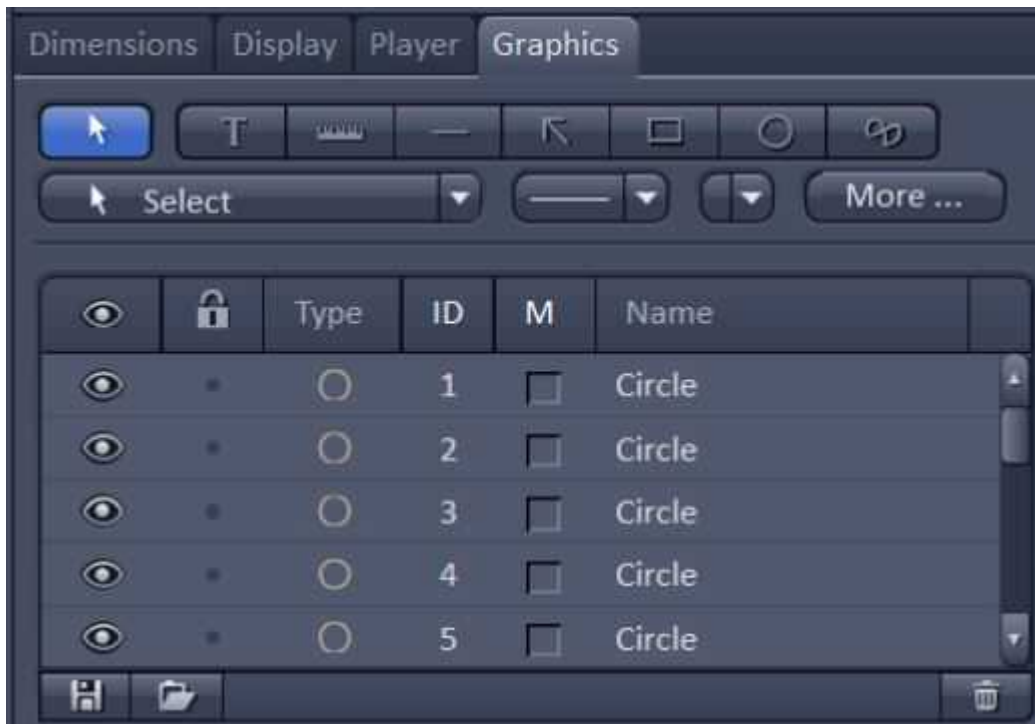 Dimensions Display Player Graphics
T
Select More ...
Type ID M Name
1 Circle
2 Circle
3 Circle
4 Circle
5 Circle